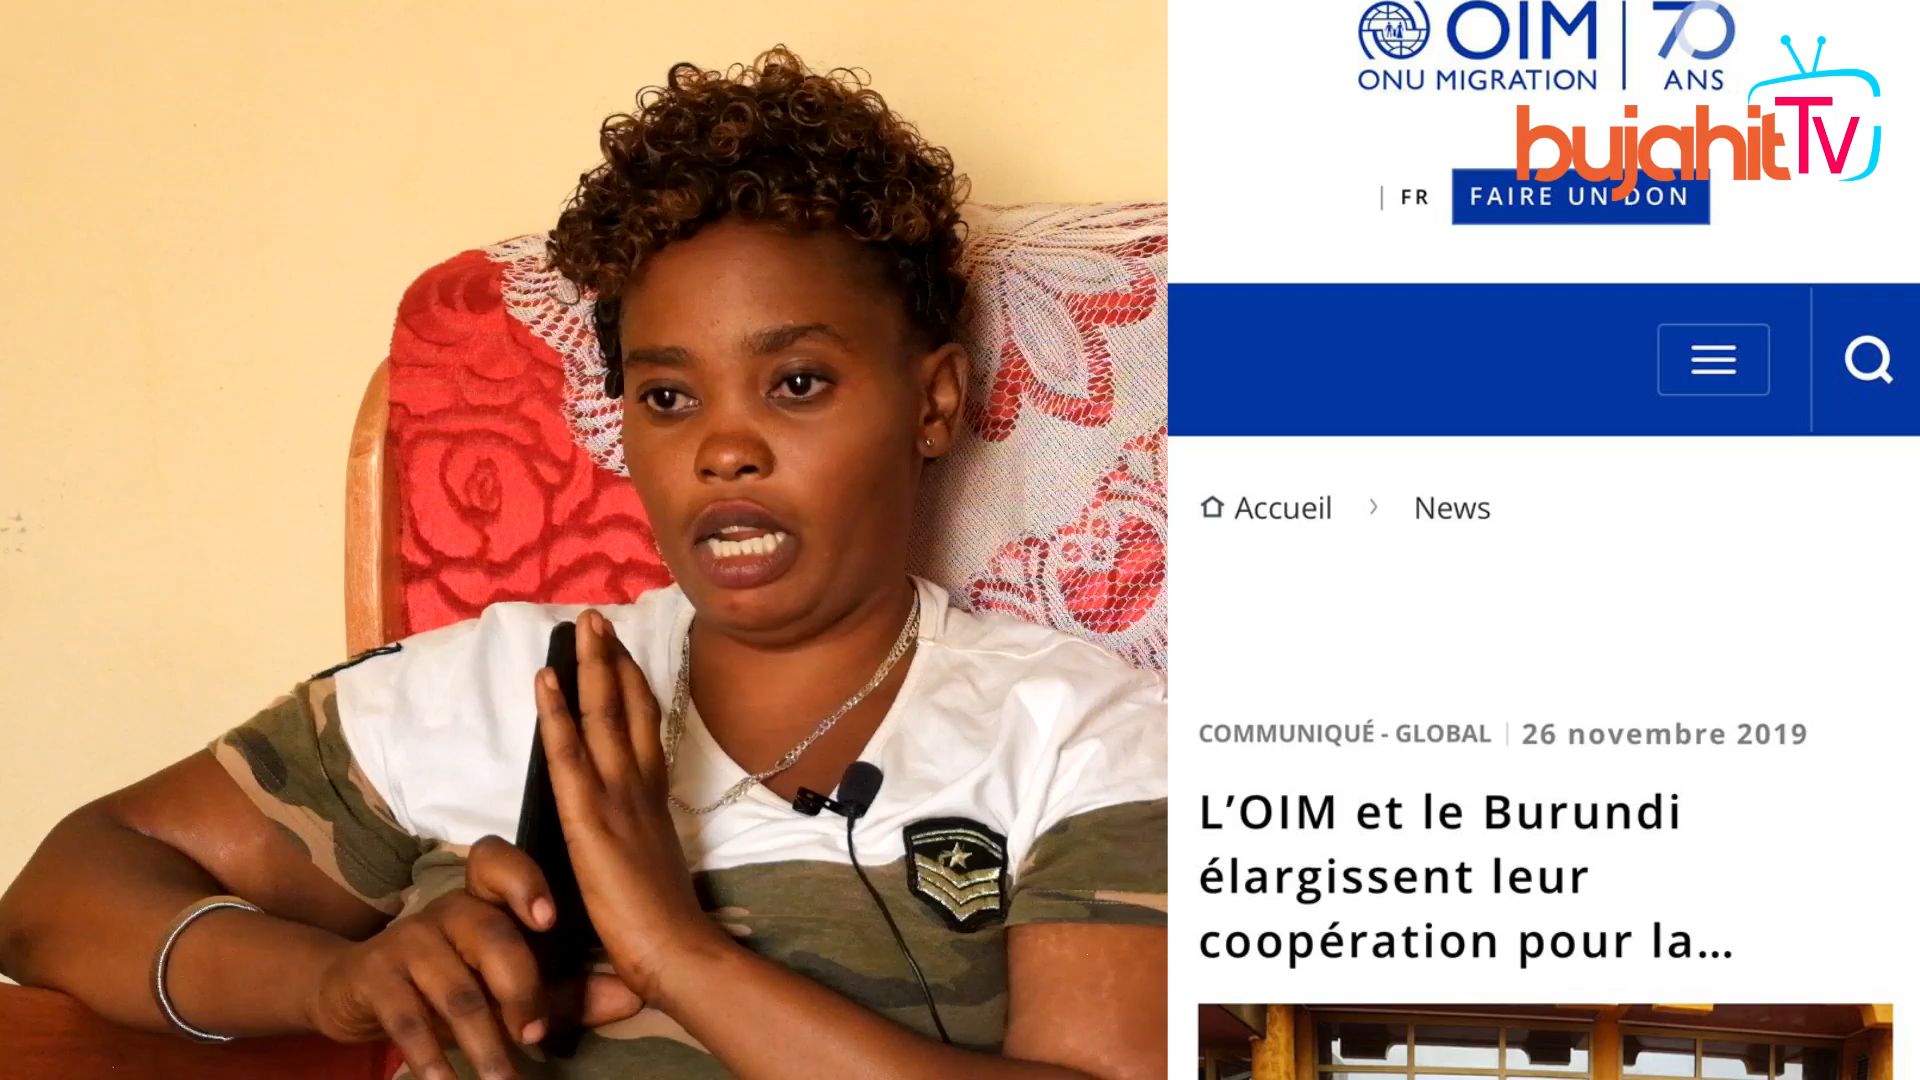 OIM | 70
ONU MIGRATION ANS
bujahitTv
| FR FAIRE UN DON
Accueil > News
COMMUNIQUÉ - GLOBAL | 26 novembre 2019
L’OIM et le Burundi
élargissent leur
coopération pour la...